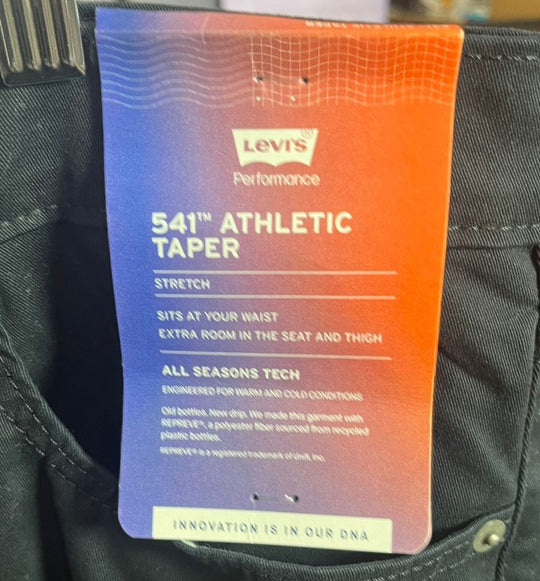 Levi's®
Performance
541™ ATHLETIC
TAPER
STRETCH
SITS AT YOUR WAIST
EXTRA ROOM IN THE SEAT AND THIGH
ALL SEASONS TECH
ENGINEERED FOR WARM AND COLD CONDITIONS
Old bottles. New drip. We made this garment with
REPREVE®, a polyester fiber sourced from recycled
plastic bottles.
REPREVE® is a registered trademark of Unifi, Inc.
INNOVATION IS IN OUR DNA